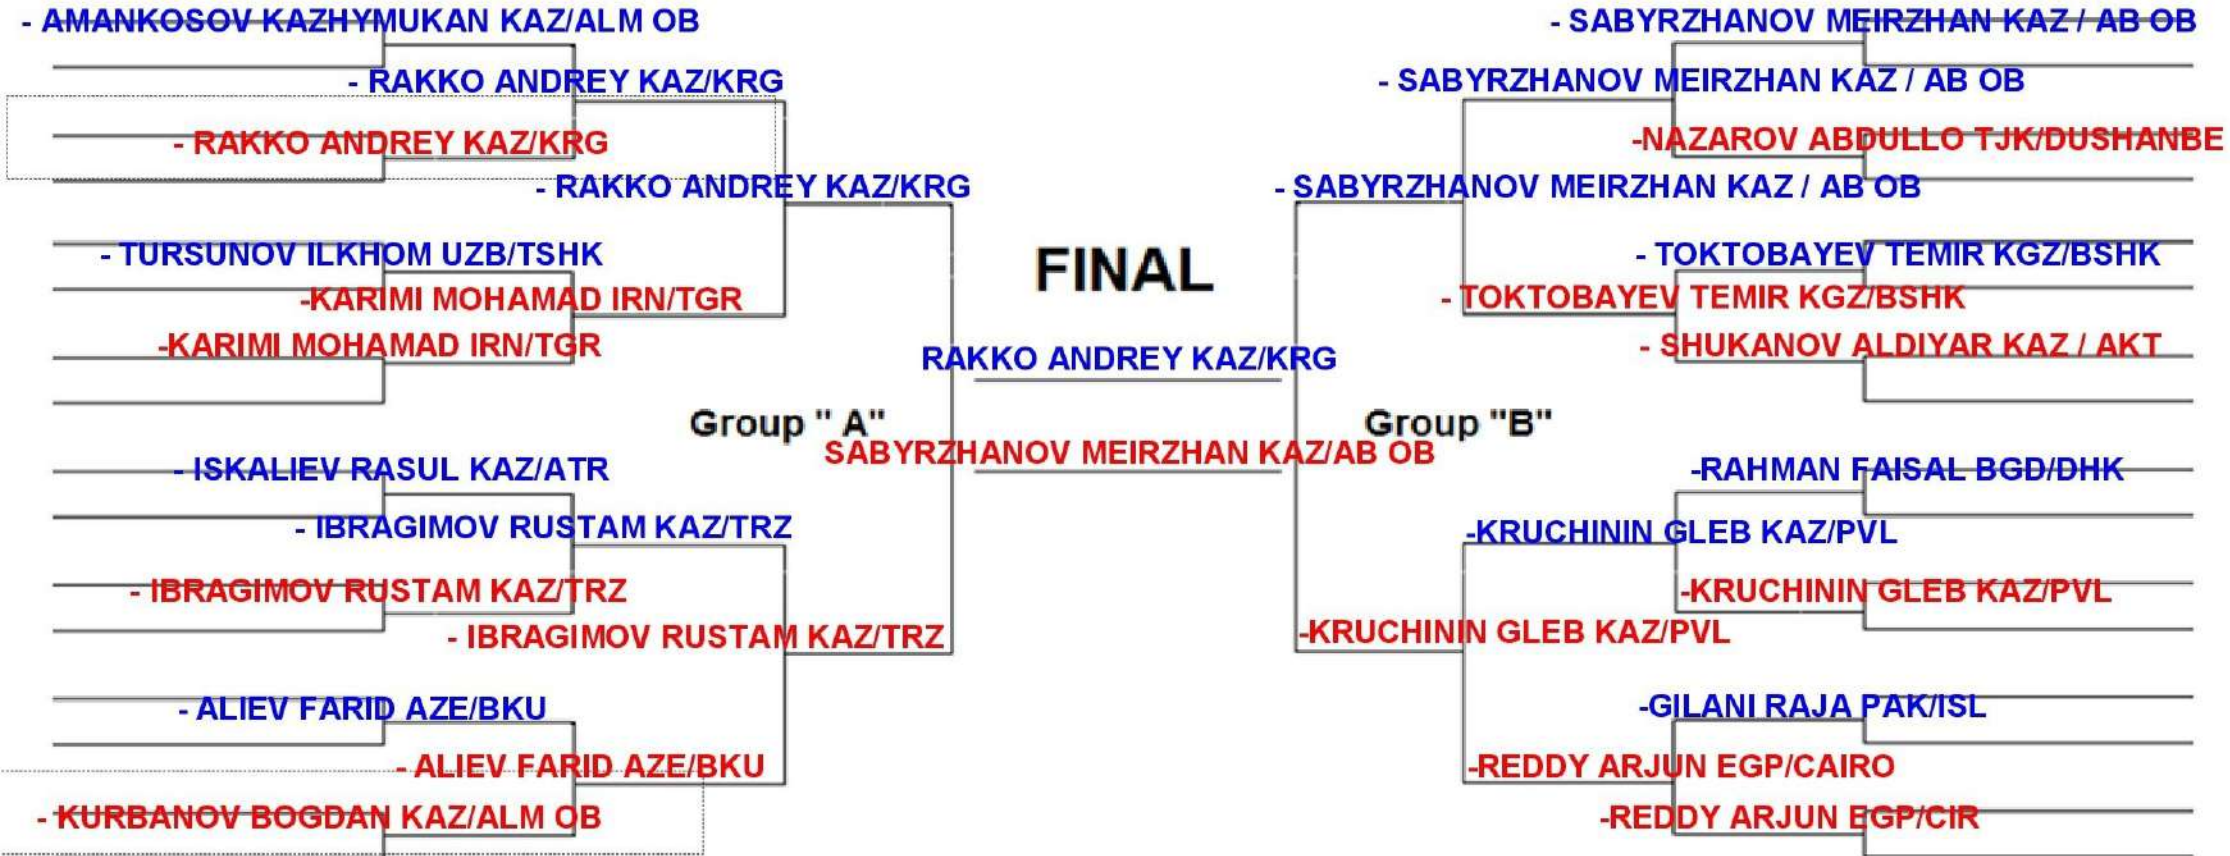 - AMANKOSOV KAZHYMUKAN KAZ/ALM OB
- RAKKO ANDREY KAZ/KRG
- RAKKO ANDREY KAZ/KRG
- RAKKO ANDREY KAZ/KRG
- TURSUNOV ILKHOM UZB/TSHK
-KARIMI MOHAMAD IRN/TGR
-KARIMI MOHAMAD IRN/TGR
Group " A"
- ISKALIEV RASUL KAZ/ATR
- IBRAGIMOV RUSTAM KAZ/TRZ
- IBRAGIMOV RUSTAM KAZ/TRZ
- IBRAGIMOV RUSTAM KAZ/TRZ
- ALIEV FARID AZE/BKU
- ALIEV FARID AZE/BKU
- KURBANOV BOGDAN KAZ/ALM OB
FINAL
RAKKO ANDREY KAZ/KRG
SABYRZHANOV MEIRZHAN KAZ/AB OB
- SABYRZHANOV MEIRZHAN KAZ / AB OB
- SABYRZHANOV MEIRZHAN KAZ / AB OB
-NAZAROV ABDULLO TJK/DUSHANBE
- SABYRZHANOV MEIRZHAN KAZ / AB OB
- TOKTOBAYEV TEMIR KGZ/BSHK
- TOKTOBAYEV TEMIR KGZ/BSHK
- SHUKANOV ALDIYAR KAZ / AKT
Group "B"
-RAHMAN FAISAL BGD/DHK
-KRUCHININ GLEB KAZ/PVL
-KRUCHININ GLEB KAZ/PVL
-KRUCHININ GLEB KAZ/PVL
-GILANI RAJA PAK/ISL
-REDDY ARJUN EGP/CAIRO
-REDDY ARJUN EGP/CIR